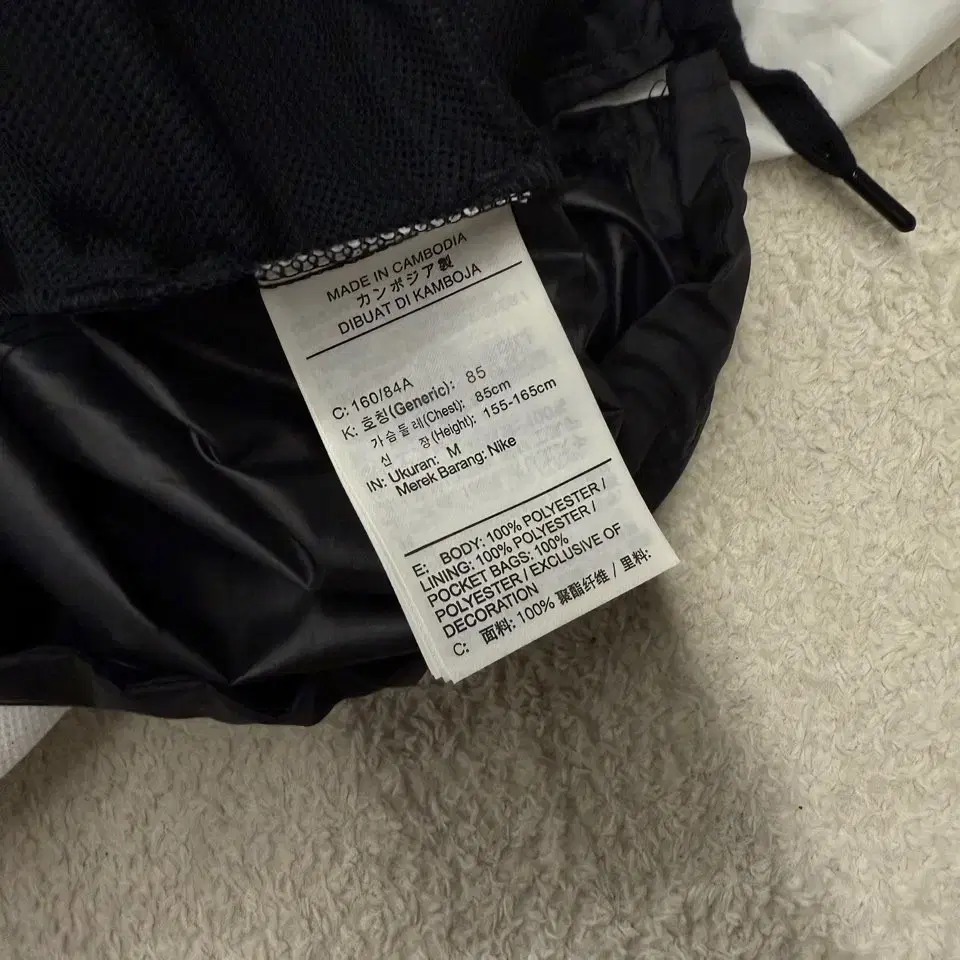 MADE IN CAMBODIA
カンボジア製
DIBUAT DI KAMBOJA
C: 160/84A
K: 호칭(Generic): 85
가슴둘레(Chest): 85cm
신 장(Height): 155-165cm
IN: Ukuran: M
Merek Barang: Nike
E: BODY: 100% POLYESTER /
LINING: 100% POLYESTER /
POCKET BAGS: 100%
POLYESTER / EXCLUSIVE OF
DECORATION
C: 面料: 100% 聚酯纤维 / 里料: